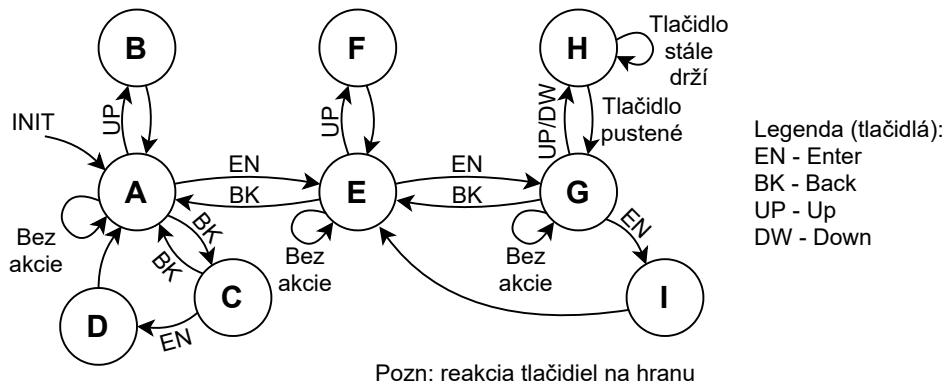 B
F
H
Tlačidlo
stále
drží
INIT
UP
UP
UP/DW
Tlačidlo
pustené
Legenda (tlačidlá):
EN - Enter
BK - Back
UP - Up
DW - Down
A
EN
BK
E
EN
BK
G
Bez
akcie
BK
BK
Bez
akcie
Bez
akcie
EN
D
EN
C
I
Pozn: reakcia tlačidiel na hranu